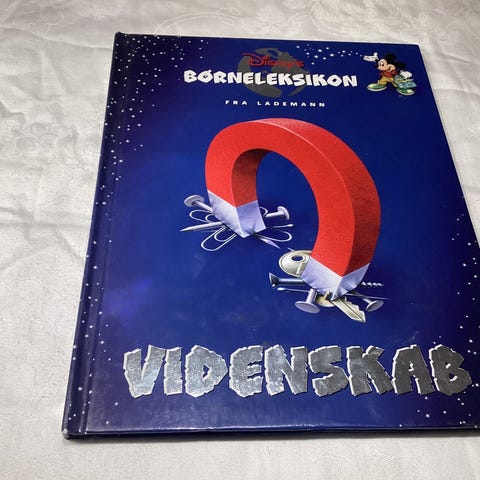 Disney's
BØRNELEKSIKON
FRA LADEMANN
VIDENSKAB